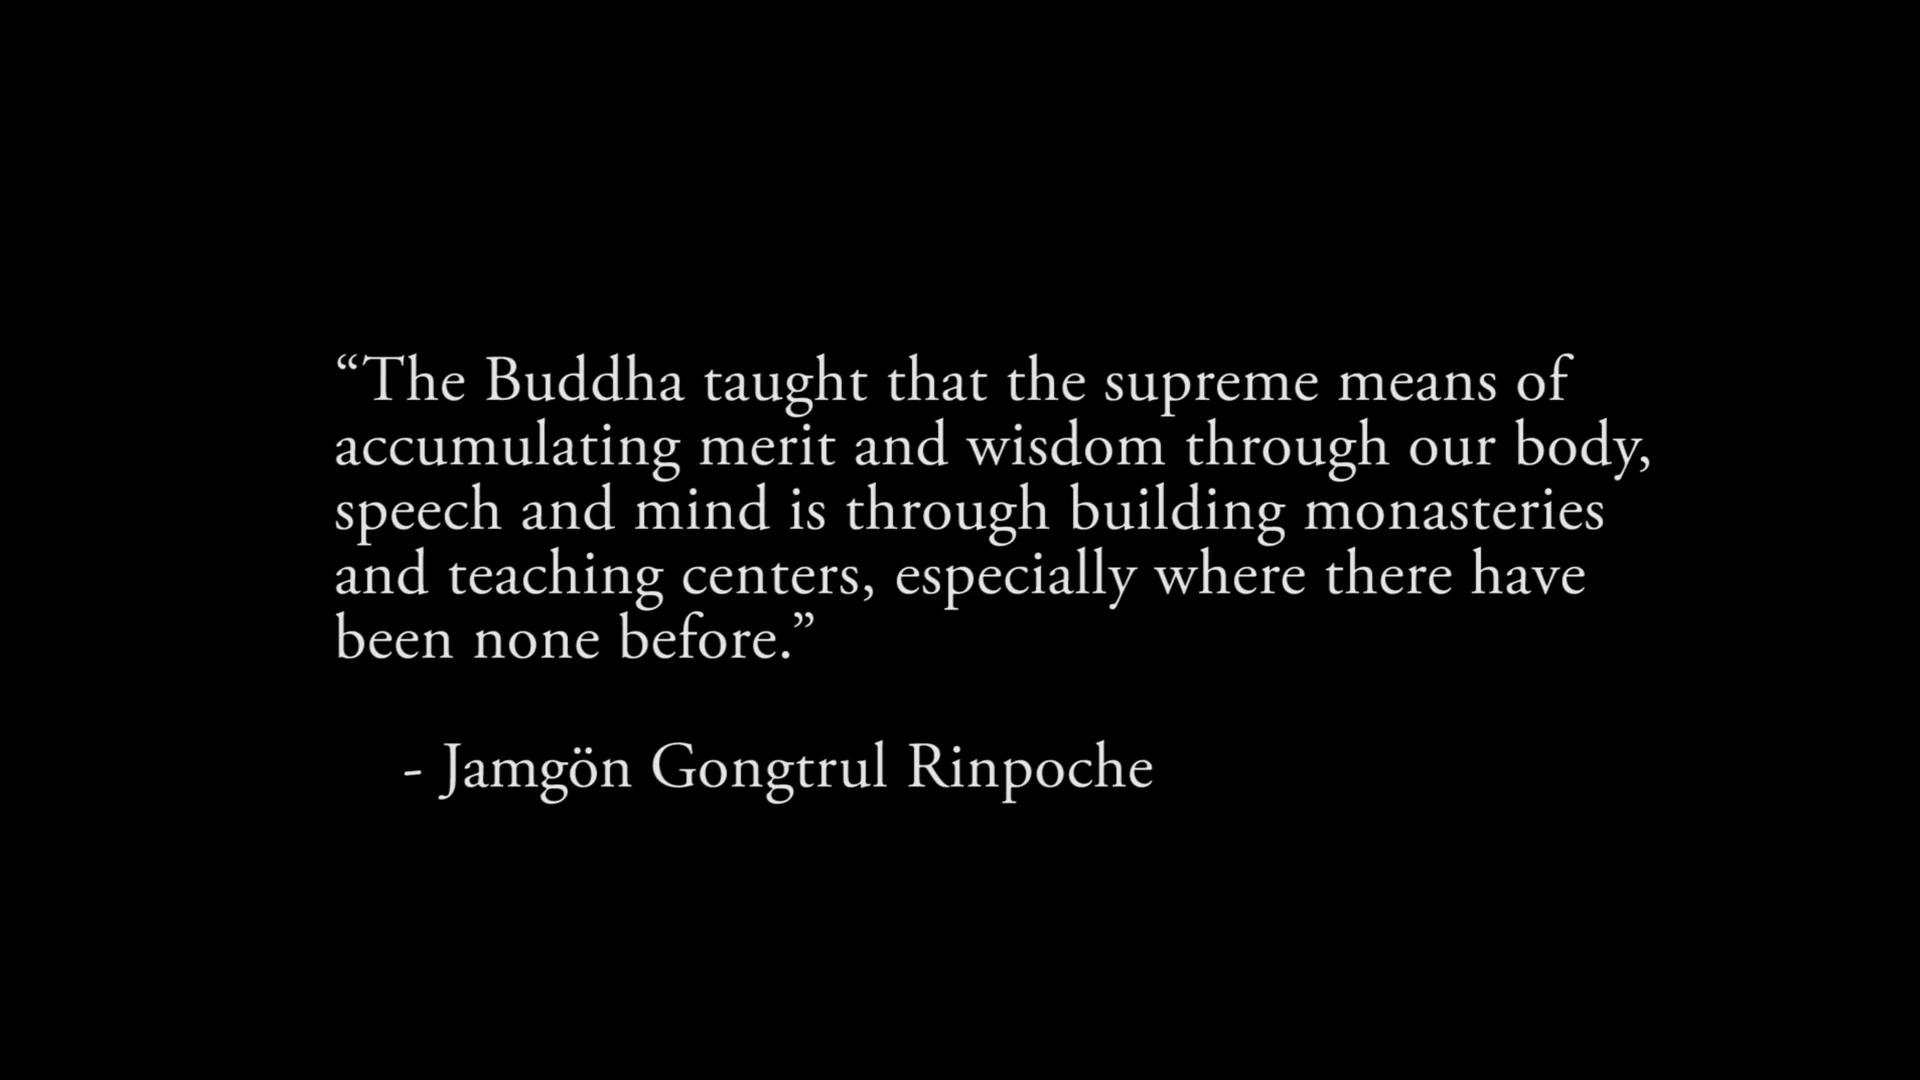 “The Buddha taught that the supreme means of
accumulating merit and wisdom through our body,
speech and mind is through building monasteries
and teaching centers, especially where there have
been none before.”
- Jamgön Gongtrul Rinpoche